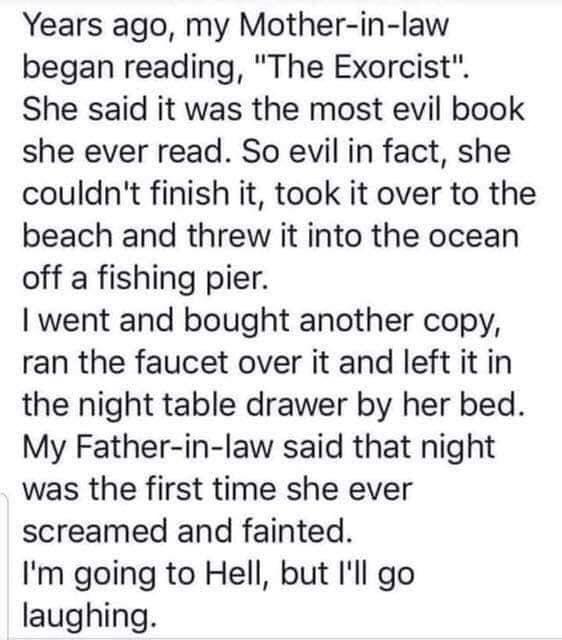 Years ago, my Mother-in-law
began reading, "The Exorcist".
She said it was the most evil book
she ever read. So evil in fact, she
couldn't finish it, took it over to the
beach and threw it into the ocean
off a fishing pier.
I went and bought another copy,
ran the faucet over it and left it in
the night table drawer by her bed.
My Father-in-law said that night
was the first time she ever
screamed and fainted.
I'm going to Hell, but I'll go
laughing.